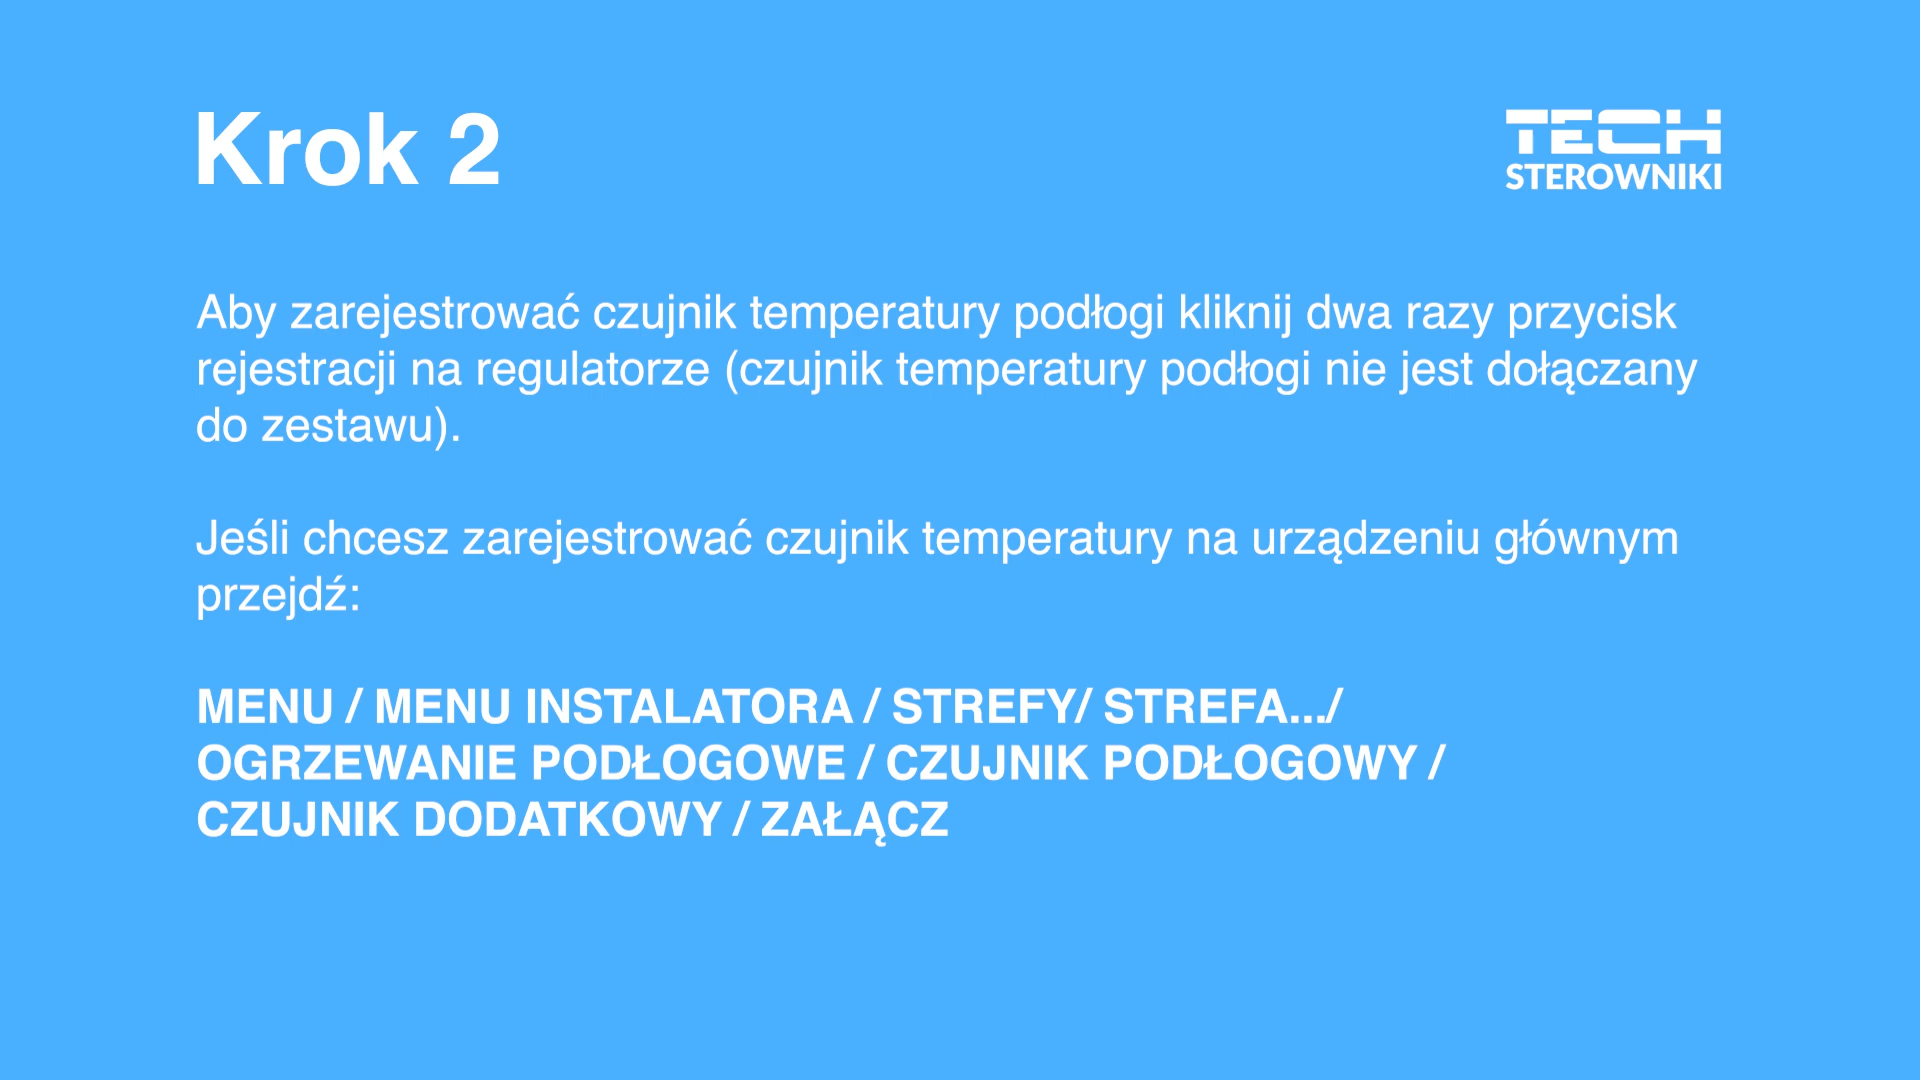 Krok 2
TECH
STEROWNIKI
Aby zarejestrować czujnik temperatury podłogi kliknij dwa razy przycisk
rejestracji na regulatorze (czujnik temperatury podłogi nie jest dołączany
do zestawu).
Jeśli chcesz zarejestrować czujnik temperatury na urządzeniu głównym
przejdź:
MENU / MENU INSTALATORA / STREFY/ STREFA.../
OGRZEWANIE PODŁOGOWE / CZUJNIK PODŁOGOWY /
CZUJNIK DODATKOWY / ZAŁĄCZ